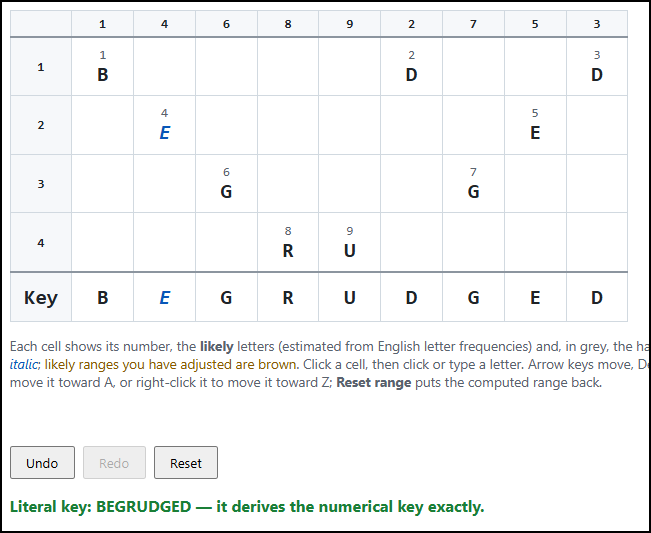 1 4 6 8 9 2 7 5 3
1 2 3
1 B D D
4 5
2 E E
6 7
3 G G
8 9
4 R U
Key B E G R U D G E D
Each cell shows its number, the likely letters (estimated from English letter frequencies) and, in grey, the ha
italic; likely ranges you have adjusted are brown. Click a cell, then click or type a letter. Arrow keys move, De
move it toward A, or right-click it to move it toward Z; Reset range puts the computed range back.
Undo Redo Reset
Literal key: BEGRUDGED — it derives the numerical key exactly.